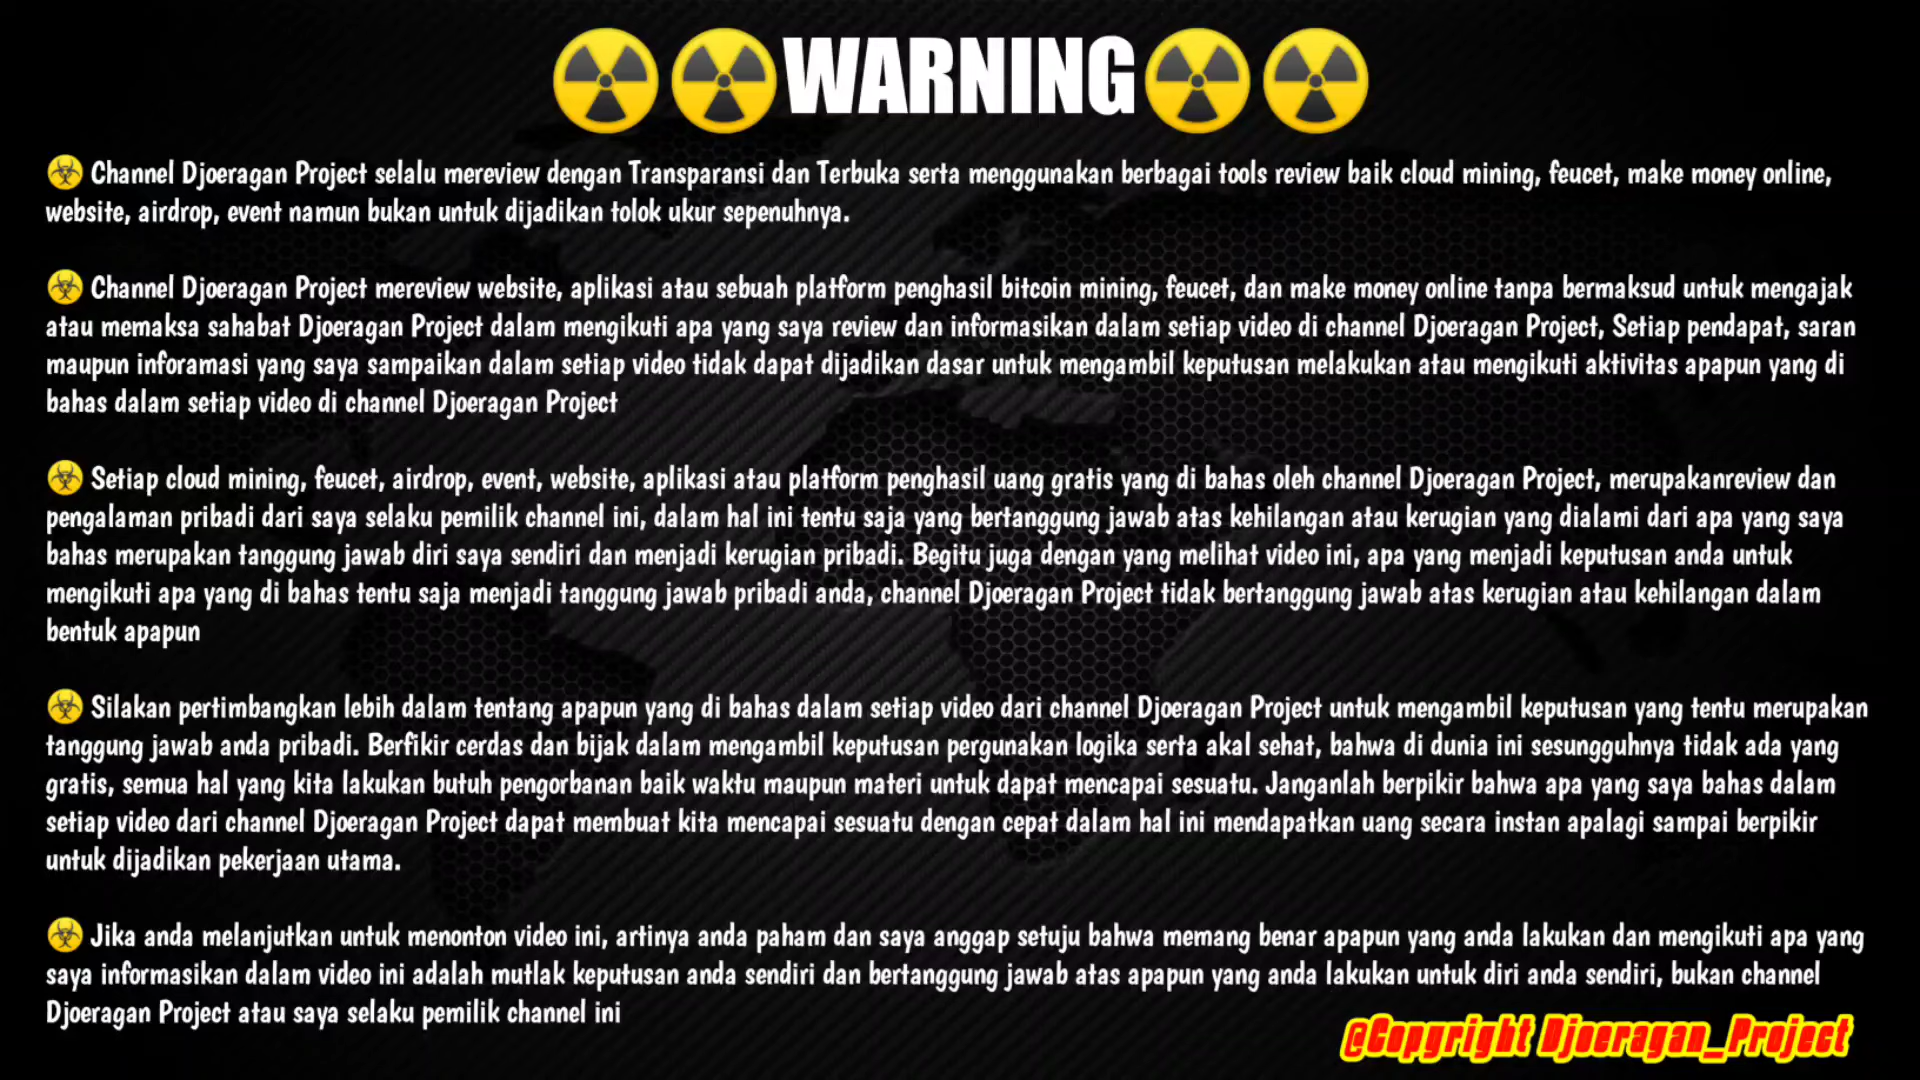 ☢☢WARNING☢☢
☣ Channel Djoeragan Project selalu mereview dengan Transparansi dan Terbuka serta menggunakan berbagai tools review baik cloud mining, feucet, make money online,
website, airdrop, event namun bukan untuk dijadikan tolok ukur sepenuhnya.
☣ Channel Djoeragan Project mereview website, aplikasi atau sebuah platform penghasil bitcoin mining, feucet, dan make money online tanpa bermaksud untuk mengajak
atau memaksa sahabat Djoeragan Project dalam mengikuti apa yang saya review dan informasikan dalam setiap video di channel Djoeragan Project, Setiap pendapat, saran
maupun inforamasi yang saya sampaikan dalam setiap video tidak dapat dijadikan dasar untuk mengambil keputusan melakukan atau mengikuti aktivitas apapun yang di
bahas dalam setiap video di channel Djoeragan Project
☣ Setiap cloud mining, feucet, airdrop, event, website, aplikasi atau platform penghasil uang gratis yang di bahas oleh channel Djoeragan Project, merupakanreview dan
pengalaman pribadi dari saya selaku pemilik channel ini, dalam hal ini tentu saja yang bertanggung jawab atas kehilangan atau kerugian yang dialami dari apa yang saya
bahas merupakan tanggung jawab diri saya sendiri dan menjadi kerugian pribadi. Begitu juga dengan yang melihat video ini, apa yang menjadi keputusan anda untuk
mengikuti apa yang di bahas tentu saja menjadi tanggung jawab pribadi anda, channel Djoeragan Project tidak bertanggung jawab atas kerugian atau kehilangan dalam
bentuk apapun
☣ Silakan pertimbangkan lebih dalam tentang apapun yang di bahas dalam setiap video dari channel Djoeragan Project untuk mengambil keputusan yang tentu merupakan
tanggung jawab anda pribadi. Berfikir cerdas dan bijak dalam mengambil keputusan pergunakan logika serta akal sehat, bahwa di dunia ini sesungguhnya tidak ada yang
gratis, semua hal yang kita lakukan butuh pengorbanan baik waktu maupun materi untuk dapat mencapai sesuatu. Janganlah berpikir bahwa apa yang saya bahas dalam
setiap video dari channel Djoeragan Project dapat membuat kita mencapai sesuatu dengan cepat dalam hal ini mendapatkan uang secara instan apalagi sampai berpikir
untuk dijadikan pekerjaan utama.
☣ Jika anda melanjutkan untuk menonton video ini, artinya anda paham dan saya anggap setuju bahwa memang benar apapun yang anda lakukan dan mengikuti apa yang
saya informasikan dalam video ini adalah mutlak keputusan anda sendiri dan bertanggung jawab atas apapun yang anda lakukan untuk diri anda sendiri, bukan channel
Djoeragan Project atau saya selaku pemilik channel ini
@Copyright Djoeragan_Project